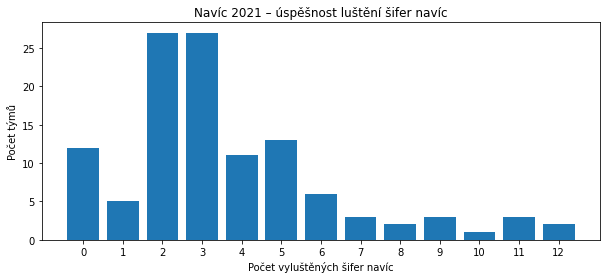 Navíc 2021 – úspěšnost luštění šifer navíc
Počet týmů
25
20
15
10
5
0
0 1 2 3 4 5 6 7 8 9 10 11 12
Počet vyluštěných šifer navíc